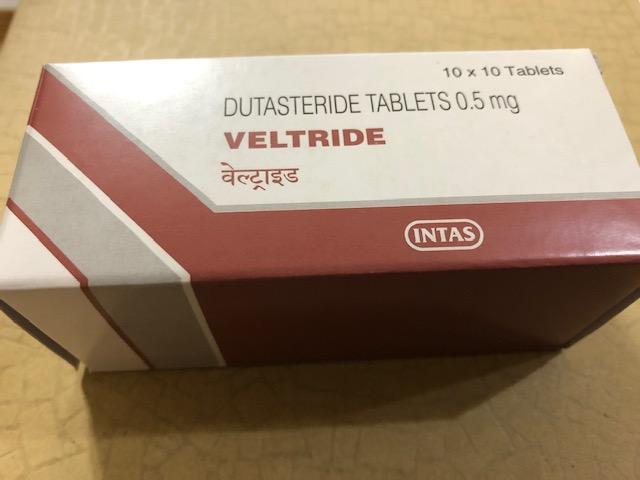 10 x 10 Tablets
DUTASTERIDE TABLETS 0.5 mg
VELTRIDE
वेल्ट्राइड
INTAS